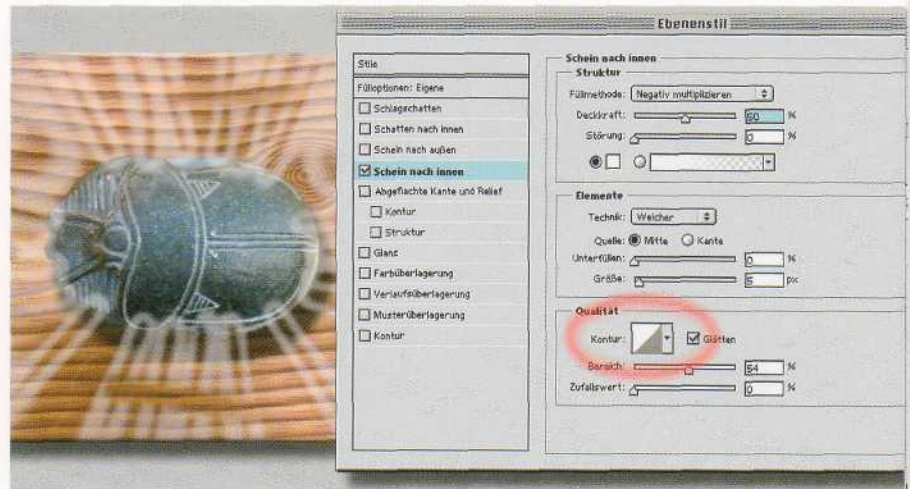 Ebenenstil
Stile
Fülloptionen: Eigene
Schlagschatten
Schatten nach innen
Schein nach außen
Schein nach innen
Abgeflachte Kante und Relief
Kontur
Struktur
Glanz
Farbüberlagerung
Verlaufsüberlagerung
Musterüberlagerung
Kontur
Schein nach innen
Struktur
Füllmethode: Negativ multiplizieren
Deckkraft: 60 %
Störung: 0 %
Elemente
Technik: Weicher
Quelle: Mitte Kante
Unterfüllen: 0 %
Größe: 5 px
Qualität
Kontur: Glätten
Bereich: 54 %
Zufallswert: 0 %